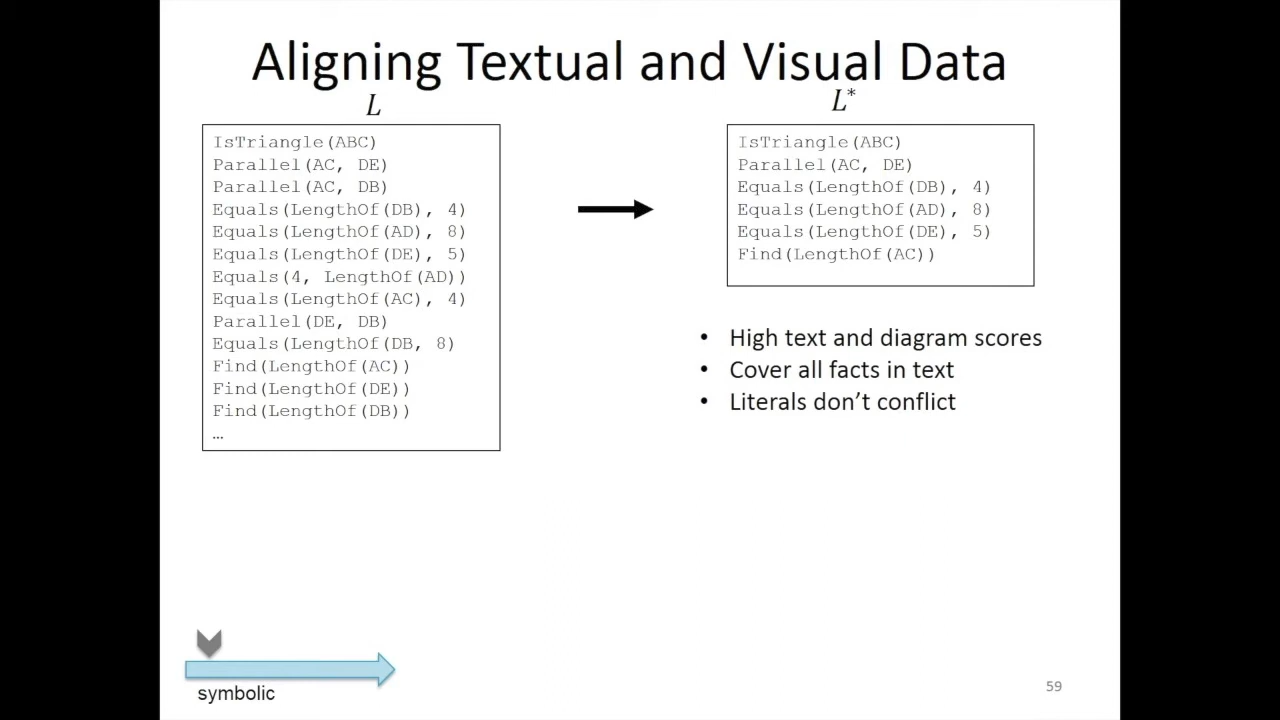 Aligning Textual and Visual Data
L
IsTriangle(ABC)
Parallel(AC, DE)
Parallel(AC, DB)
Equals(LengthOf(DB), 4)
Equals(LengthOf(AD), 8)
Equals(LengthOf(DE), 5)
Equals(4, LengthOf(AD))
Equals(LengthOf(AC), 4)
Parallel(DE, DB)
Equals(LengthOf(DB, 8)
Find(LengthOf(AC))
Find(LengthOf(DE))
Find(LengthOf(DB))
…
L*
IsTriangle(ABC)
Parallel(AC, DE)
Equals(LengthOf(DB), 4)
Equals(LengthOf(AD), 8)
Equals(LengthOf(DE), 5)
Find(LengthOf(AC))
• High text and diagram scores
• Cover all facts in text
• Literals don’t conflict
symbolic
59